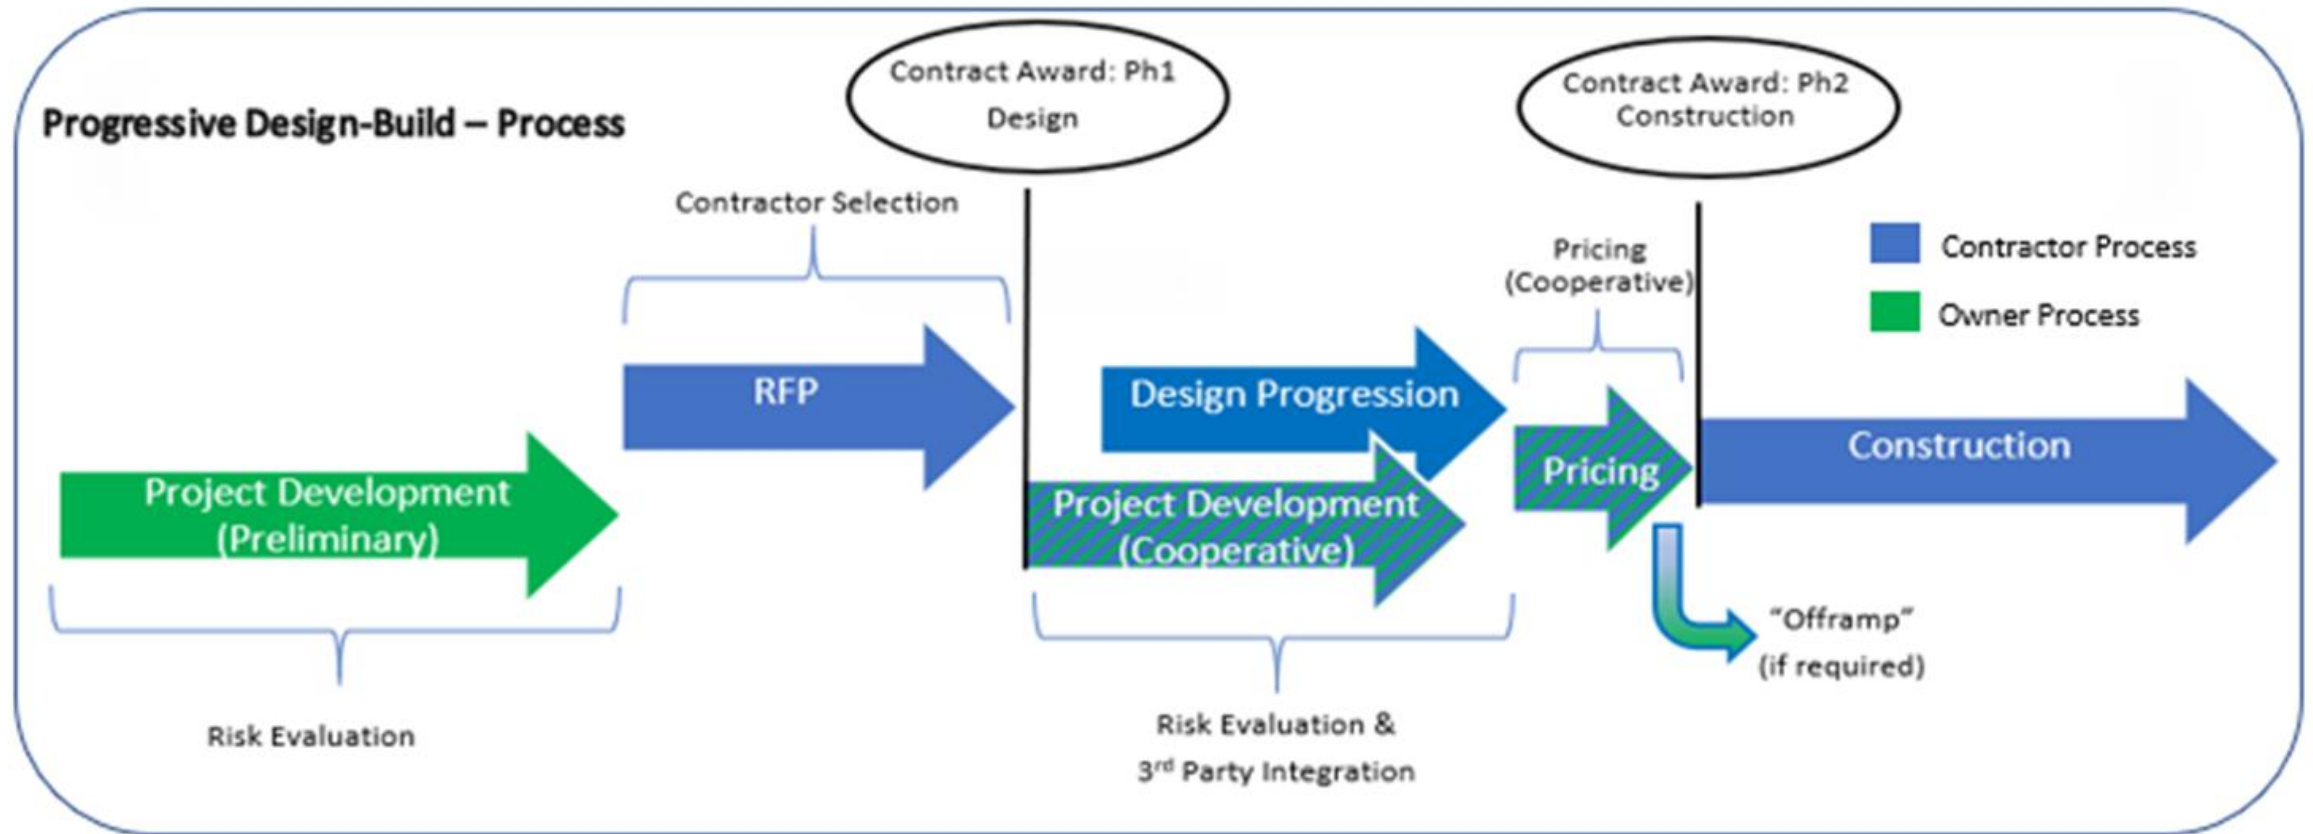 Progressive Design-Build – Process
Contract Award: Ph1
Design
Contract Award: Ph2
Construction
Contractor Selection
Pricing
(Cooperative)
Contractor Process
Owner Process
RFP
Design Progression
Construction
Pricing
Project Development
(Preliminary)
Project Development
(Cooperative)
"Offramp"
(if required)
Risk Evaluation
Risk Evaluation &
3rd Party Integration